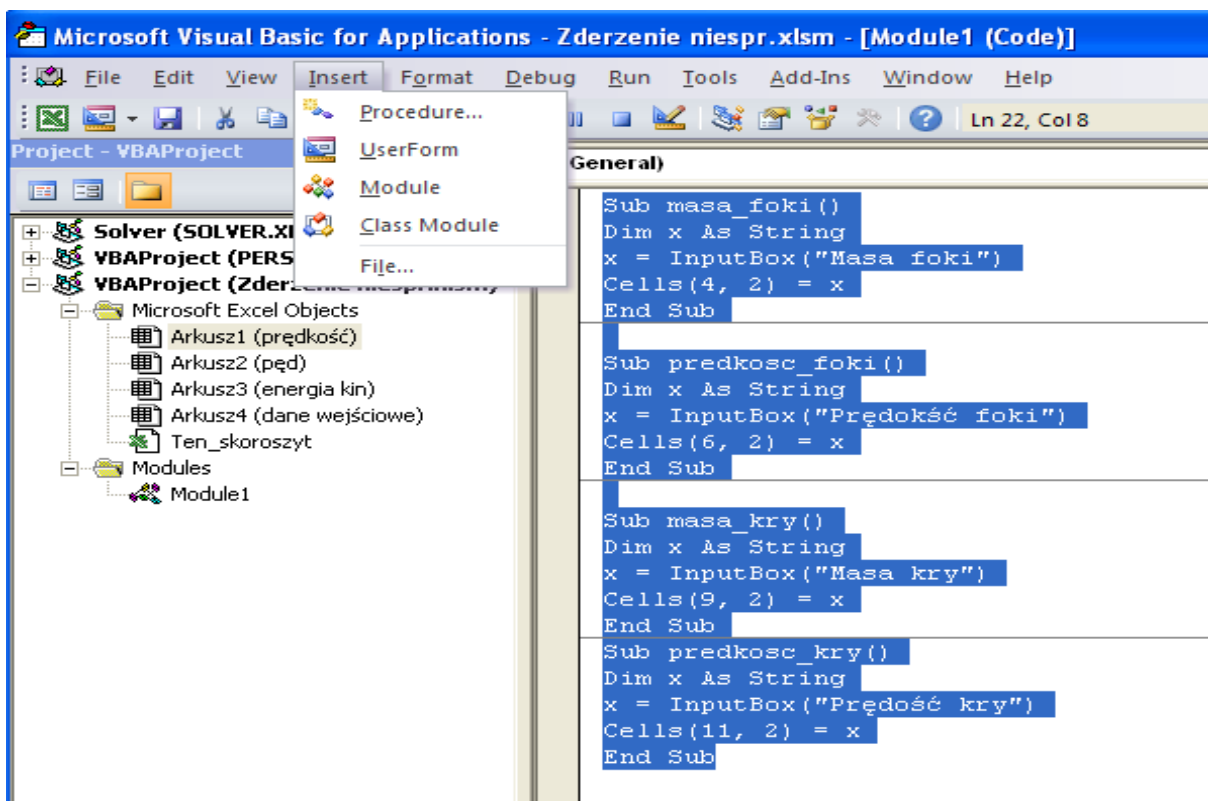 Microsoft Visual Basic for Applications - Zderzenie niespr.xlsm - [Module1 (Code)]
File Edit View Insert Format Debug Run Tools Add-Ins Window Help
Ln 22, Col 8
Procedure...
UserForm
Module
Class Module
File...
Project - VBAProject
General)
Solver (SOLVER.XL
VBAProject (PERS
VBAProject (Zderzenie niespr.xlsm)
Microsoft Excel Objects
Arkusz1 (prędkość)
Arkusz2 (pęd)
Arkusz3 (energia kin)
Arkusz4 (dane wejściowe)
Ten_skoroszyt
Modules
Module1
Sub masa_foki()
Dim x As String
x = InputBox("Masa foki")
Cells(4, 2) = x
End Sub
Sub predkosc_foki()
Dim x As String
x = InputBox("Prędokść foki")
Cells(6, 2) = x
End Sub
Sub masa_kry()
Dim x As String
x = InputBox("Masa kry")
Cells(9, 2) = x
End Sub
Sub predkosc_kry()
Dim x As String
x = InputBox("Prędość kry")
Cells(11, 2) = x
End Sub